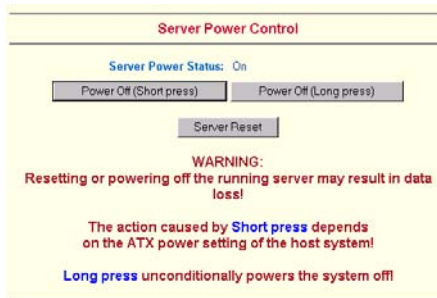 Server Power Control
Server Power Status: On
Power Off (Short press) Power Off (Long press)
Server Reset
WARNING:
Resetting or powering off the running server may result in data
loss!
The action caused by Short press depends
on the ATX power setting of the host system!
Long press unconditionally powers the system off!